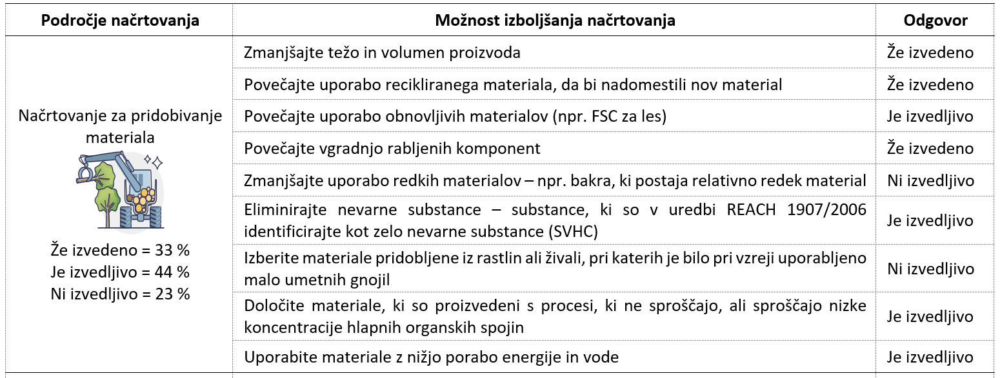 Področje načrtovanja
Možnost izboljšanja načrtovanja
Odgovor
Načrtovanje za pridobivanje
materiala
Že izvedeno = 33 %
Je izvedljivo = 44 %
Ni izvedljivo = 23 %
Zmanjšajte težo in volumen proizvoda
Že izvedeno
Povečajte uporabo recikliranega materiala, da bi nadomestili nov material
Že izvedeno
Povečajte uporabo obnovljivih materialov (npr. FSC za les)
Je izvedljivo
Povečajte vgradnjo rabljenih komponent
Že izvedeno
Zmanjšajte uporabo redkih materialov – npr. bakra, ki postaja relativno redek material
Ni izvedljivo
Eliminirajte nevarne substance – substance, ki so v uredbi REACH 1907/2006
identificirajte kot zelo nevarne substance (SVHC)
Je izvedljivo
Izberite materiale pridobljene iz rastlin ali živali, pri katerih je bilo pri vzreji uporabljeno
malo umetnih gnojil
Ni izvedljivo
Določite materiale, ki so proizvedeni s procesi, ki ne sproščajo, ali sproščajo nizke
koncentracije hlapnih organskih spojin
Je izvedljivo
Uporabite materiale z nižjo porabo energije in vode
Je izvedljivo